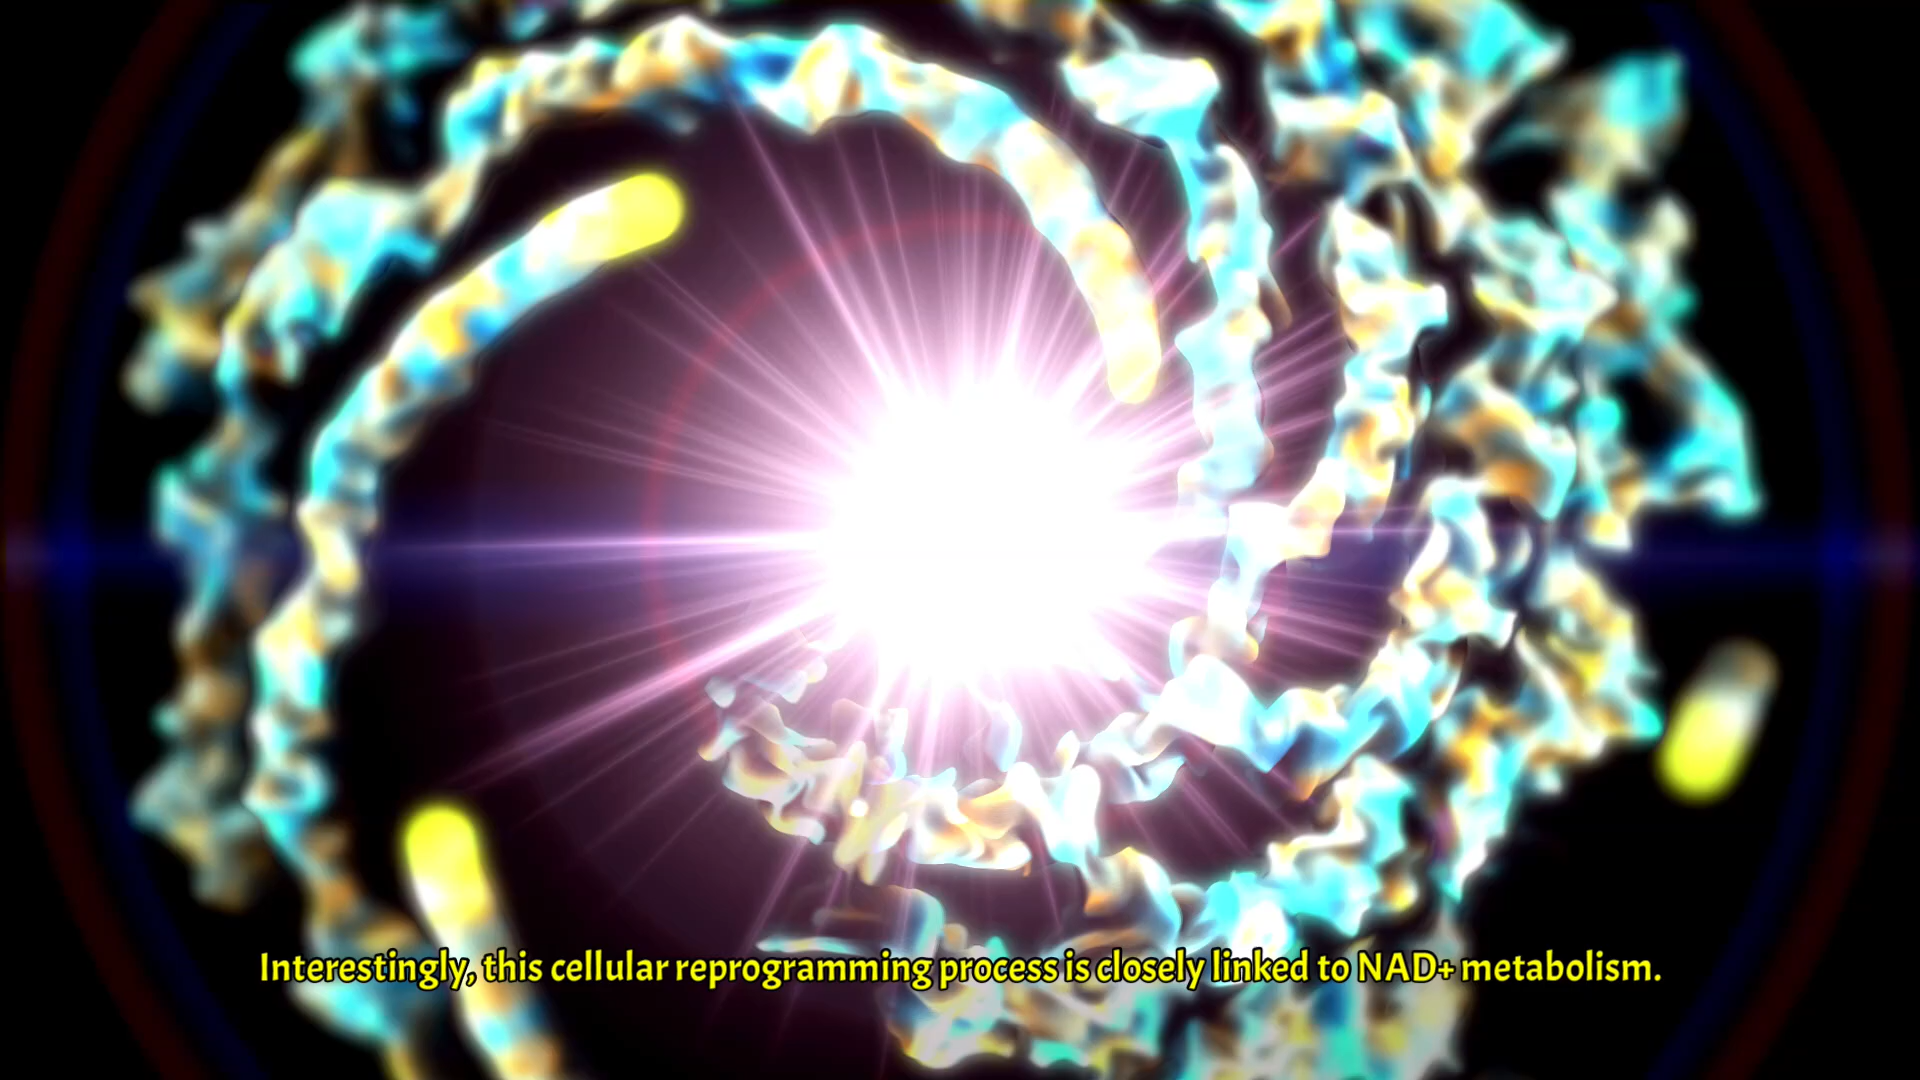 Interestingly, this cellular reprogramming process is closely linked to NAD+ metabolism.